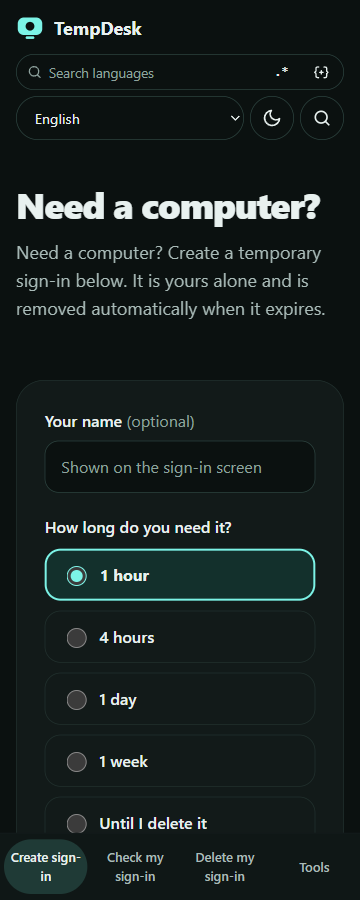 TempDesk
Search languages
.*
English
Need a computer?
Need a computer? Create a temporary
sign-in below. It is yours alone and is
removed automatically when it expires.
Your name (optional)
Shown on the sign-in screen
How long do you need it?
1 hour
4 hours
1 day
1 week
Until I delete it
Create sign-
in
Check my
sign-in
Delete my
sign-in
Tools